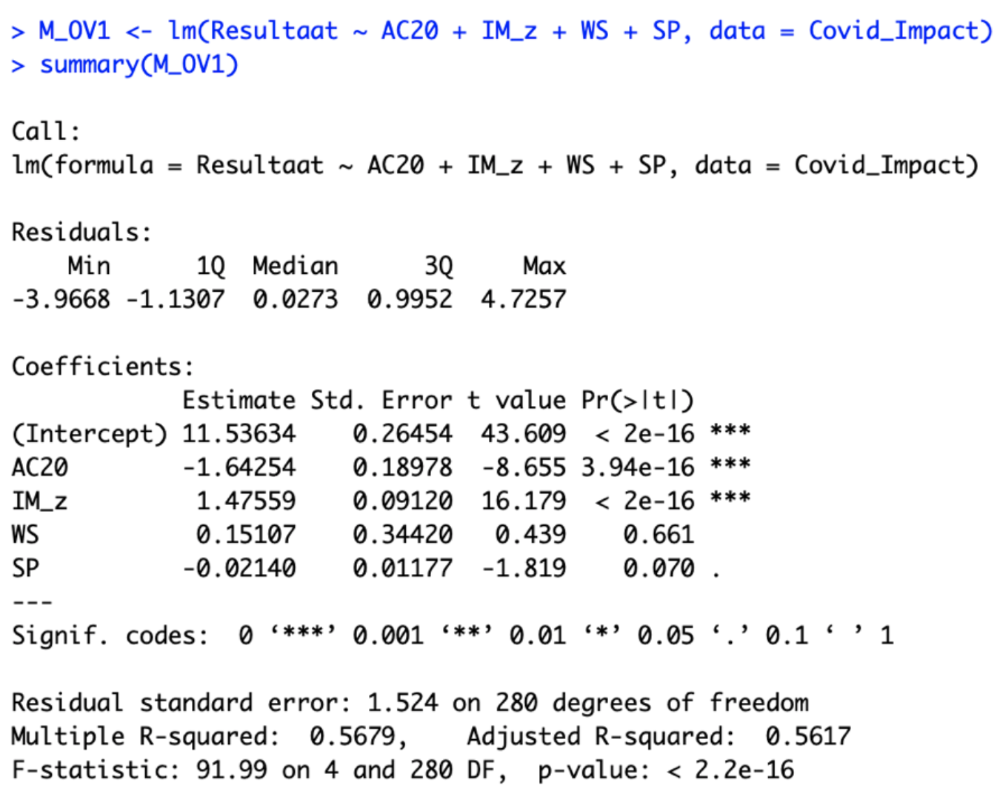 > M_OV1 <- lm(Resultaat ~ AC20 + IM_z + WS + SP, data = Covid_Impact)
> summary(M_OV1)
Call:
lm(formula = Resultaat ~ AC20 + IM_z + WS + SP, data = Covid_Impact)
Residuals:
    Min      1Q  Median      3Q     Max
-3.9668 -1.1307  0.0273  0.9952  4.7257
Coefficients:
            Estimate Std. Error t value Pr(>|t|)
(Intercept) 11.53634    0.26454  43.609  < 2e-16 ***
AC20        -1.64254    0.18978  -8.655 3.94e-16 ***
IM_z         1.47559    0.09120  16.179  < 2e-16 ***
WS           0.15107    0.34420   0.439    0.661
SP          -0.02140    0.01177  -1.819    0.070 .
---
Signif. codes:  0 ‘***’ 0.001 ‘**’ 0.01 ‘*’ 0.05 ‘.’ 0.1 ‘ ’ 1
Residual standard error: 1.524 on 280 degrees of freedom
Multiple R-squared:  0.5679,    Adjusted R-squared:  0.5617
F-statistic: 91.99 on 4 and 280 DF,  p-value: < 2.2e-16